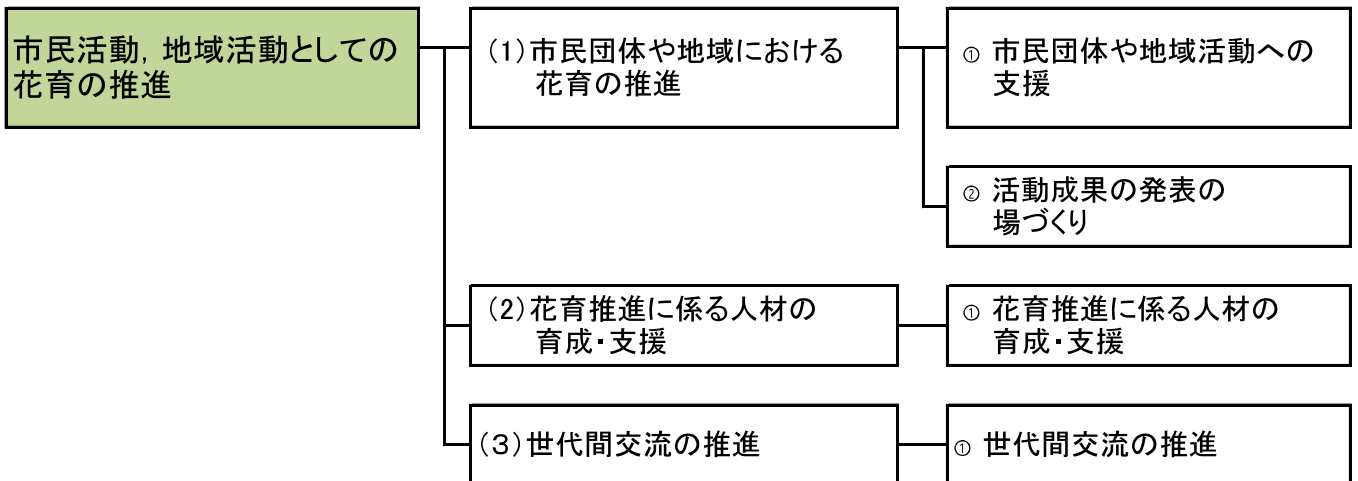 市民活動，地域活動としての
花育の推進
(1)市民団体や地域における
花育の推進
① 市民団体や地域活動への
支援
② 活動成果の発表の
場づくり
(2)花育推進に係る人材の
育成・支援
① 花育推進に係る人材の
育成・支援
(3)世代間交流の推進
① 世代間交流の推進